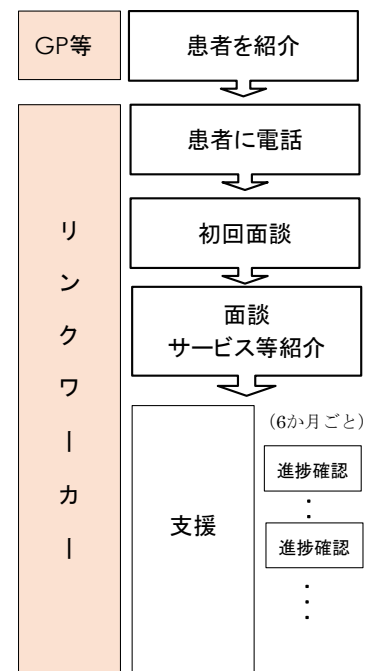 GP等
患者を紹介
患者に電話
リンクワーカー
初回面談
面談
サービス等紹介
支援
(6か月ごと)
進捗確認
：
進捗確認
：